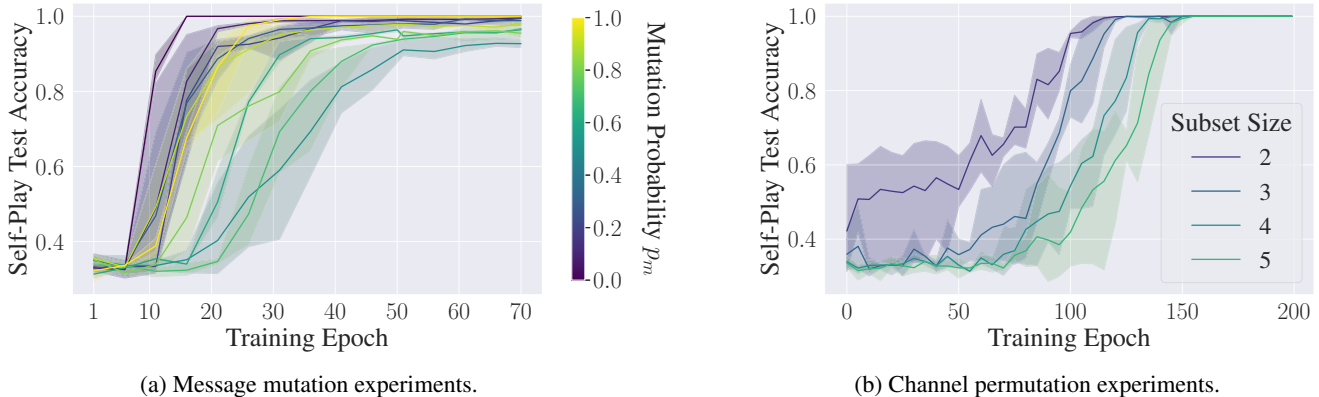 Self-Play Test Accuracy
1.0
0.8
0.6
0.4
1 10 20 30 40 50 60 70
Training Epoch
1.0
0.8
0.6
0.4
0.2
0.0
Mutation Probability pm
(a) Message mutation experiments.
Self-Play Test Accuracy
1.0
0.8
0.6
0.4
0 50 100 150 200
Training Epoch
Subset Size
2
3
4
5
(b) Channel permutation experiments.